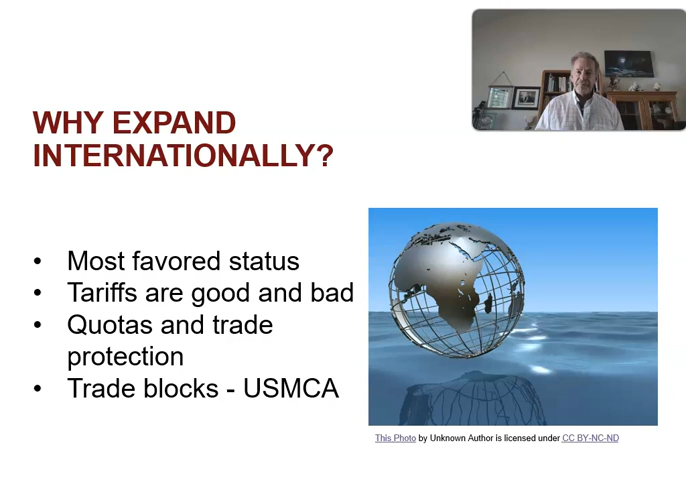 WHY EXPAND
INTERNATIONALLY?
• Most favored status
• Tariffs are good and bad
• Quotas and trade
protection
• Trade blocks - USMCA
This Photo by Unknown Author is licensed under CC BY-NC-ND